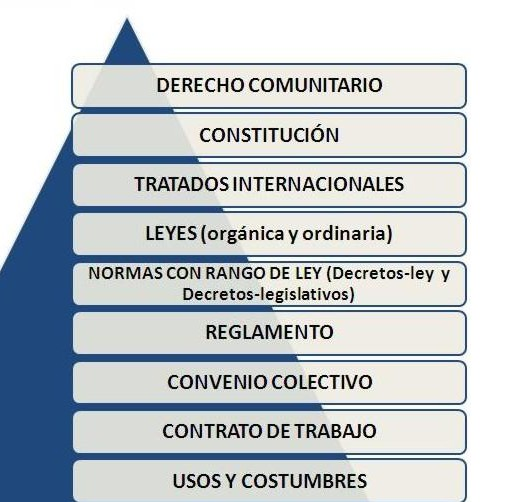 DERECHO COMUNITARIO
CONSTITUCIÓN
TRATADOS INTERNACIONALES
LEYES (orgánica y ordinaria)
NORMAS CON RANGO DE LEY (Decretos-ley y
Decretos-legislativos)
REGLAMENTO
CONVENIO COLECTIVO
CONTRATO DE TRABAJO
USOS Y COSTUMBRES